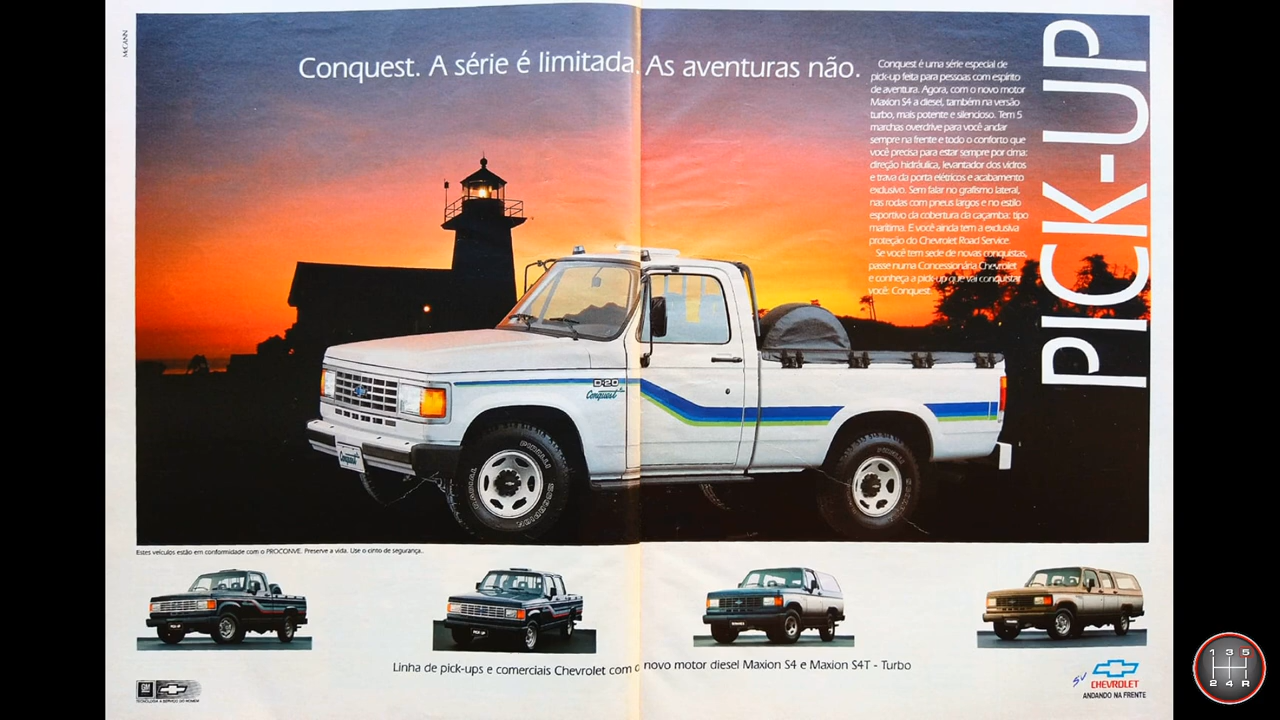 McCANN
Conquest. A série é limitada. As aventuras não.
Conquest é uma série especial de
pick-up feita para pessoas com espírito
de aventura. Agora, com o novo motor
Maxion S4 a diesel, também na versão
turbo, mais potente e silencioso. Tem 5
marchas overdrive para você andar
sempre na frente e todo o conforto que
você precisa para estar sempre por cima:
direção hidráulica, levantador dos vidros
e trava da porta elétricos e acabamento
exclusivo. Sem falar no grafismo lateral,
nas rodas com pneus largos e no estilo
esportivo da cobertura da caçamba: tipo
marítima. E você ainda tem a exclusiva
proteção do Chevrolet Road Service.
Se você tem sede de novas conquistas,
passe numa Concessionária Chevrolet
e conheça a pick-up que vai conquistar
você: Conquest.
PICK-UP
D-20
Conquest
Conquest
PIRELLI
Estes veículos estão em conformidade com o PROCONVE. Preserve a vida. Use o cinto de segurança.
Linha de pick-ups e comerciais Chevrolet com o novo motor diesel Maxion S4 e Maxion S4T - Turbo
GM
TECNOLOGIA A SERVIÇO DO HOMEM
CHEVROLET
ANDANDO NA FRENTE
1 3 5
2 4 R